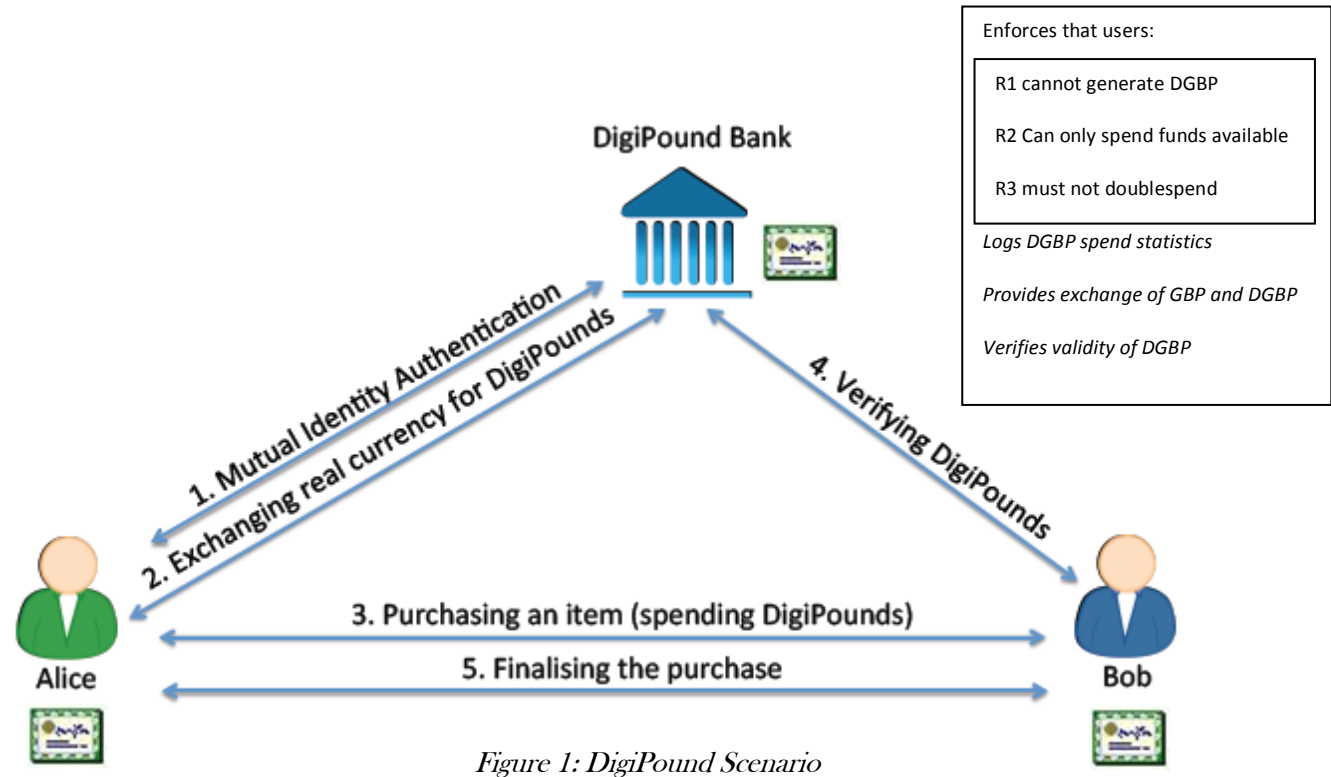 Enforces that users:
R1 cannot generate DGBP
R2 Can only spend funds available
R3 must not doublespend
Logs DGBP spend statistics
Provides exchange of GBP and DGBP
Verifies validity of DGBP
DigiPound Bank
1. Mutual Identity Authentication
2. Exchanging real currency for DigiPounds
4. Verifying DigiPounds
3. Purchasing an item (spending DigiPounds)
5. Finalising the purchase
Alice
Bob
Figure 1: DigiPound Scenario